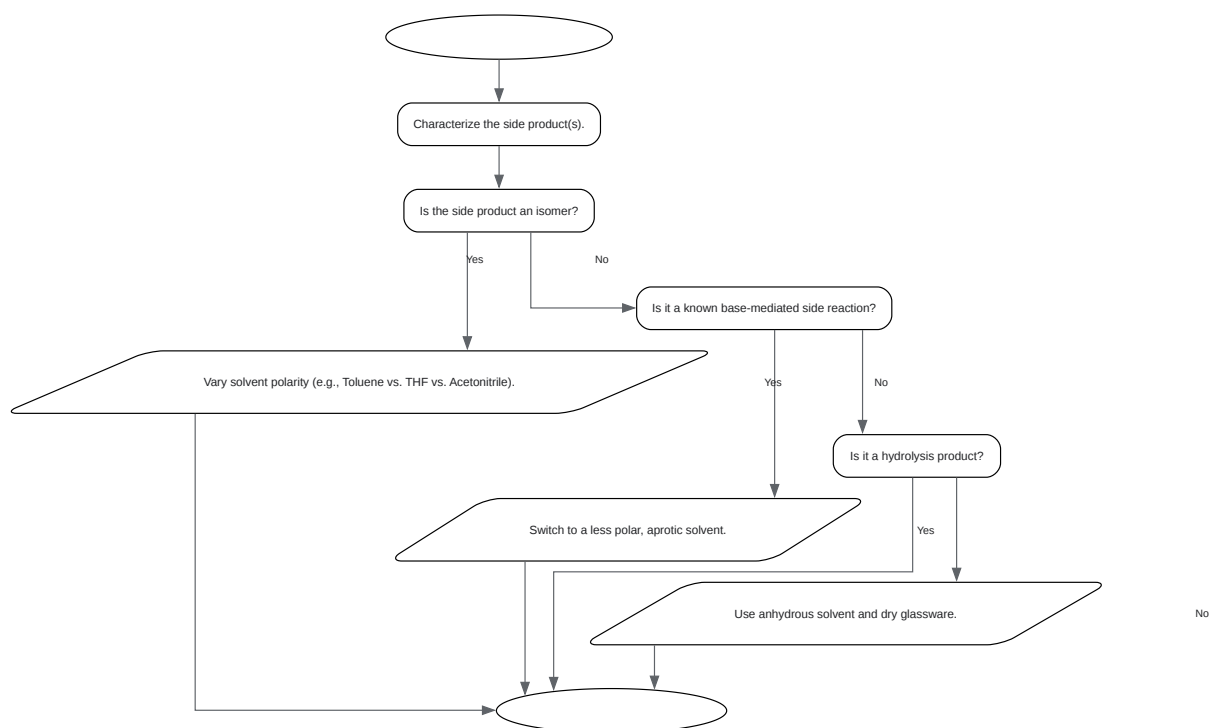 Characterize the side product(s).
Is the side product an isomer?
Yes
No
Is it a known base-mediated side reaction?
Vary solvent polarity (e.g., Toluene vs. THF vs. Acetonitrile).
Yes
No
Is it a hydrolysis product?
Switch to a less polar, aprotic solvent.
Yes
Use anhydrous solvent and dry glassware.
No